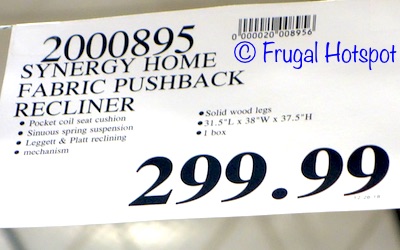 0000020008956
© Frugal Hotspot
2000895
SYNERGY HOME
FABRIC PUSHBACK
RECLINER
• Pocket coil seat cushion
• Sinuous spring suspension
• Leggett & Platt reclining
• mechanism
• Solid wood legs
• 31.5"L x 38"W x 37.5"H
• 1 box
299.99